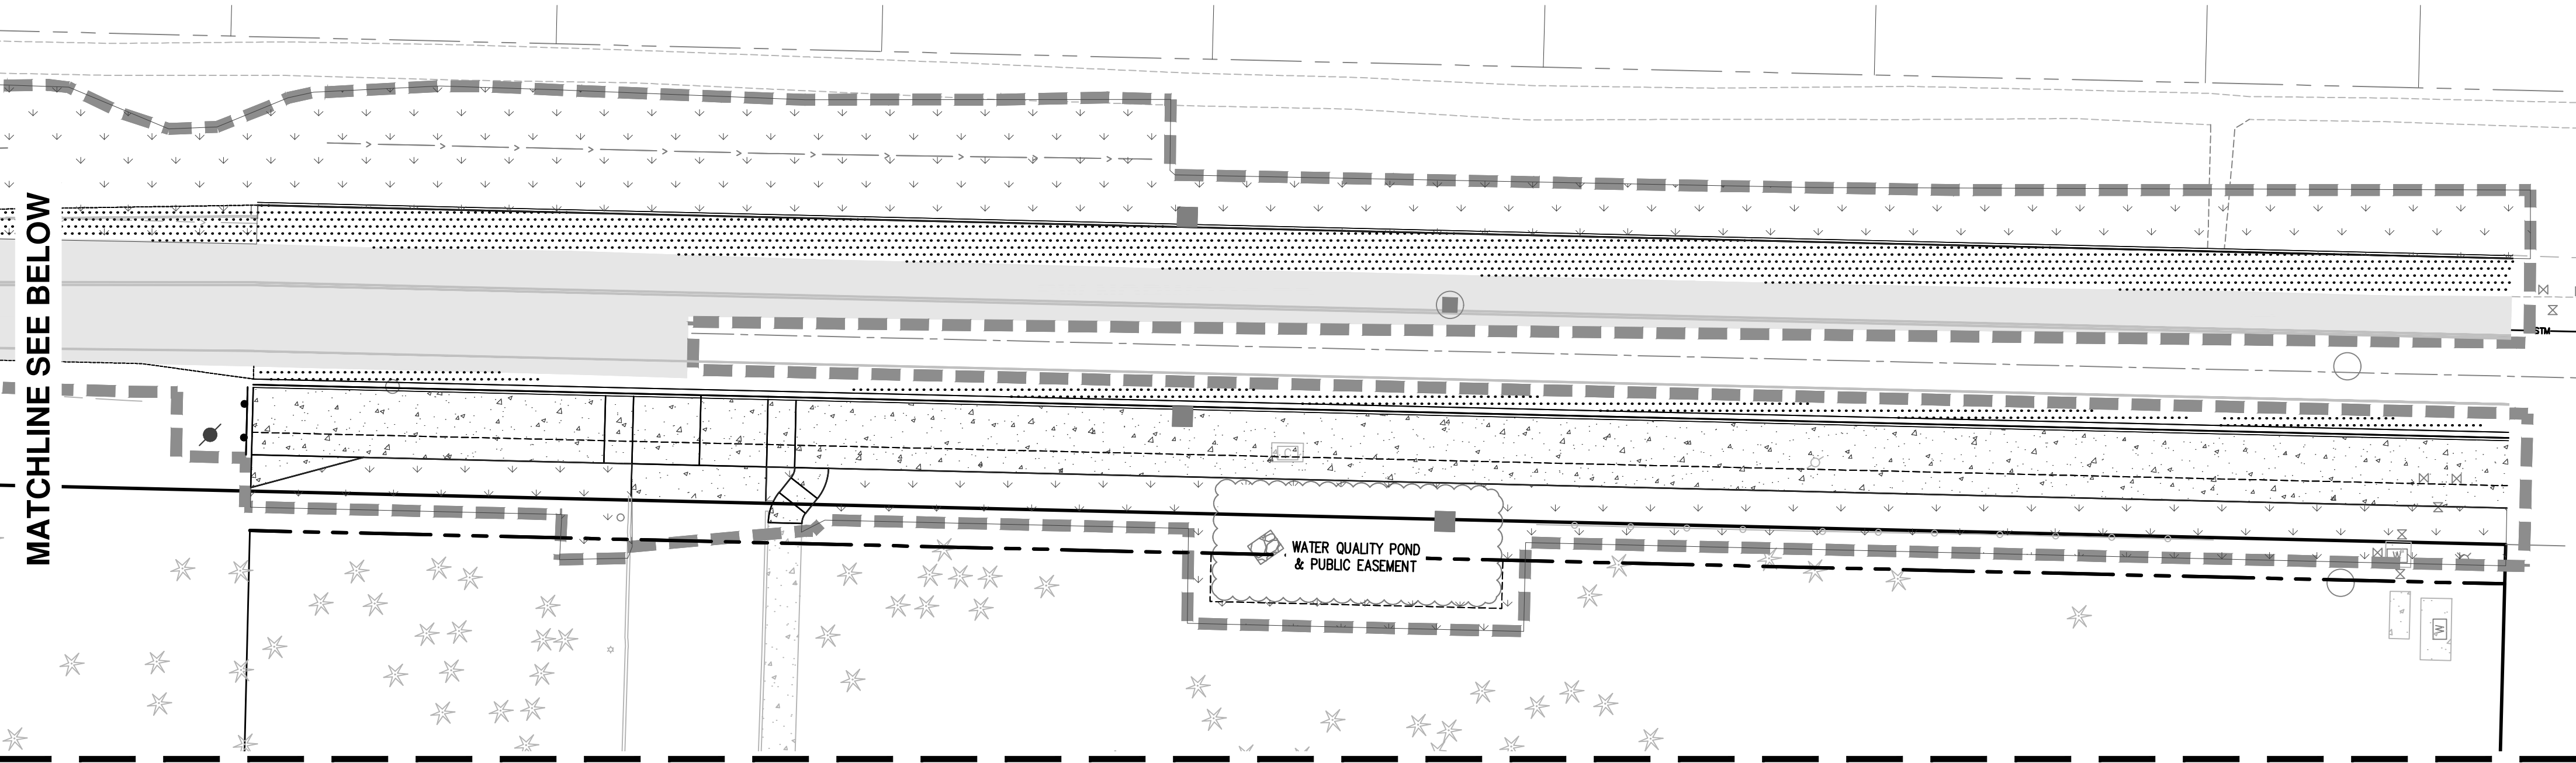 MATCHLINE SEE BELOW
STM
WATER QUALITY POND
& PUBLIC EASEMENT
W
W